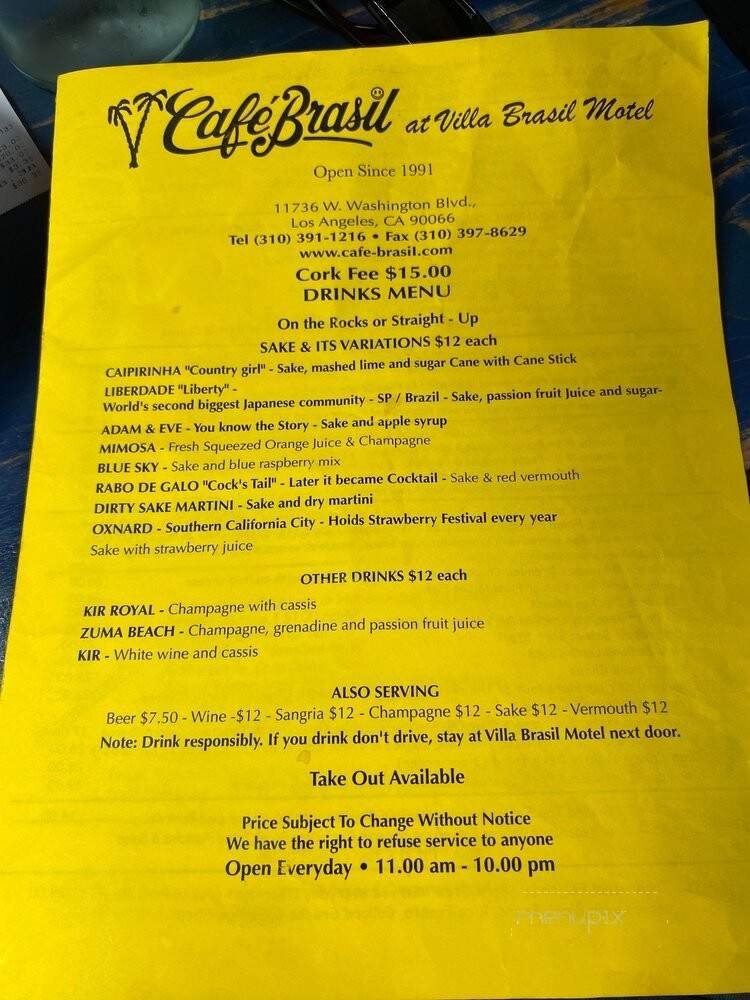 Café Brasil at Villa Brasil Motel
Open Since 1991
11736 W. Washington Blvd.,
Los Angeles, CA 90066
Tel (310) 391-1216 • Fax (310) 397-8629
www.cafe-brasil.com
Cork Fee $15.00
DRINKS MENU
On the Rocks or Straight - Up
SAKE & ITS VARIATIONS $12 each
CAIPIRINHA "Country girl" - Sake, mashed lime and sugar Cane with Cane Stick
LIBERDADE "Liberty" -
World's second biggest Japanese community - SP / Brazil - Sake, passion fruit Juice and sugar-
ADAM & EVE - You know the Story - Sake and apple syrup
MIMOSA - Fresh Squeezed Orange Juice & Champagne
BLUE SKY - Sake and blue raspberry mix
RABO DE GALO "Cock's Tail" - Later it became Cocktail - Sake & red vermouth
DIRTY SAKE MARTINI - Sake and dry martini
OXNARD - Southern California City - Hoids Strawberry Festival every year
Sake with strawberry juice
OTHER DRINKS $12 each
KIR ROYAL - Champagne with cassis
ZUMA BEACH - Champagne, grenadine and passion fruit juice
KIR - White wine and cassis
ALSO SERVING
Beer $7.50 - Wine -$12 - Sangria $12 - Champagne $12 - Sake $12 - Vermouth $12
Note: Drink responsibly. If you drink don't drive, stay at Villa Brasil Motel next door.
Take Out Available
Price Subject To Change Without Notice
We have the right to refuse service to anyone
Open Everyday • 11.00 am - 10.00 pm
menupix